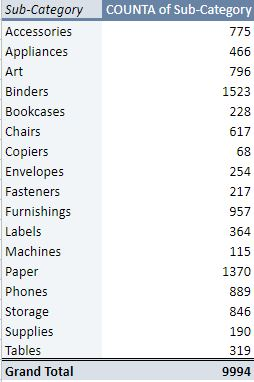 Sub-Category COUNTA of Sub-Category
Accessories 775
Appliances 466
Art 796
Binders 1523
Bookcases 228
Chairs 617
Copiers 68
Envelopes 254
Fasteners 217
Furnishings 957
Labels 364
Machines 115
Paper 1370
Phones 889
Storage 846
Supplies 190
Tables 319
Grand Total 9994